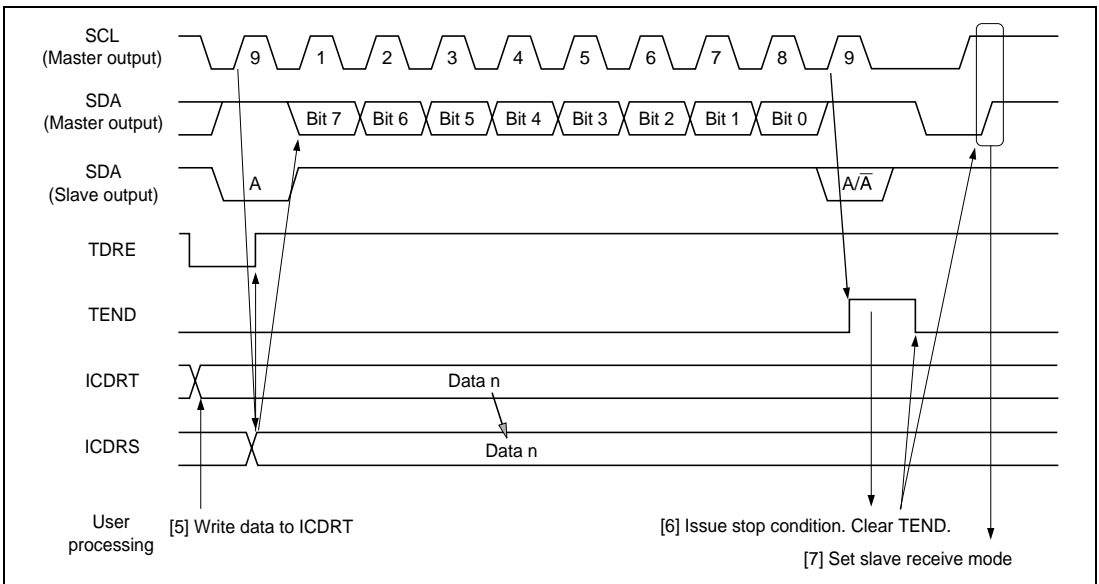 SCL
(Master output)
9 1 2 3 4 5 6 7 8 9
SDA
(Master output)
Bit 7 Bit 6 Bit 5 Bit 4 Bit 3 Bit 2 Bit 1 Bit 0
SDA
(Slave output)
A A/A̅
TDRE
TEND
ICDRT
Data n
ICDRS
Data n
User
processing
[5] Write data to ICDRT
[6] Issue stop condition. Clear TEND.
[7] Set slave receive mode